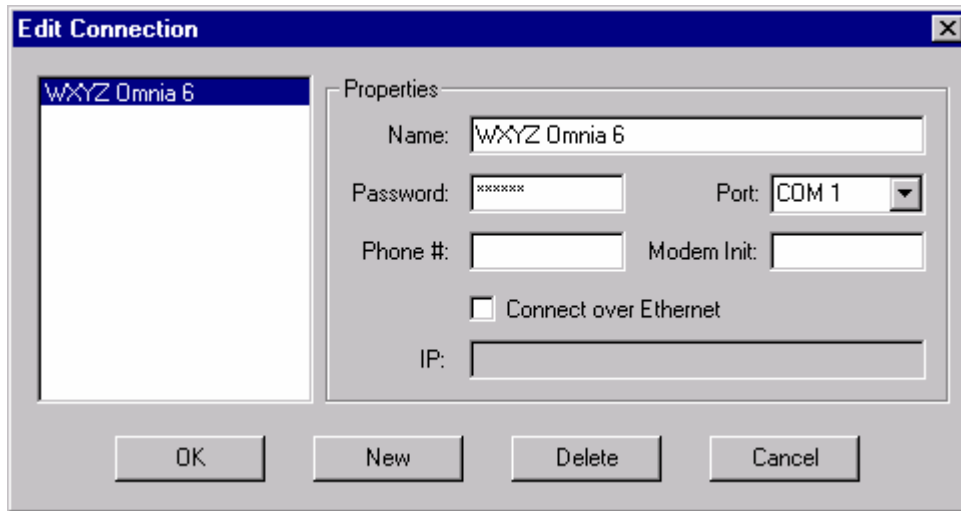 Edit Connection
WXYZ Omnia 6
Properties
Name: WXYZ Omnia 6
Password: ****** Port: COM 1
Phone #: Modem Init:
Connect over Ethernet
IP:
OK New Delete Cancel